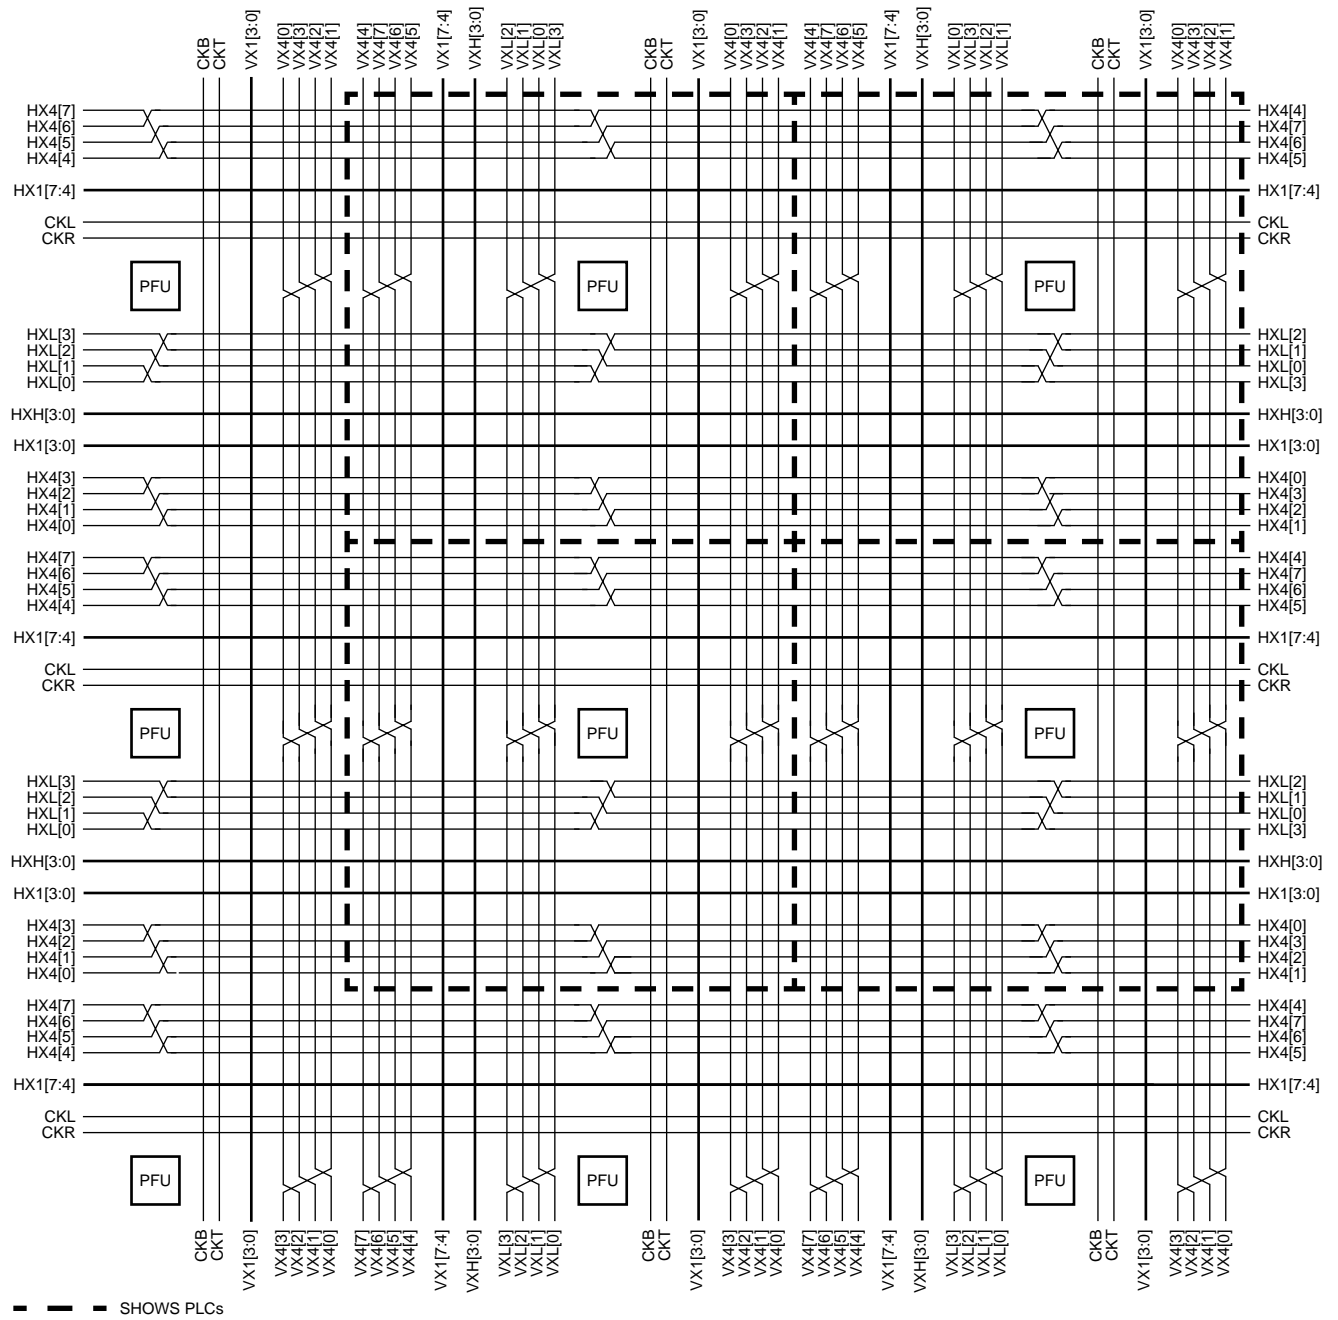 CKB CKT VX1[3:0] VX4[0] VX4[3] VX4[2] VX4[1] VX4[4] VX4[7] VX4[6] VX4[5] VX1[7:4] VXH[3:0] VXL[2] VXL[1] VXL[0] VXL[3] CKB CKT VX1[3:0] VX4[0] VX4[3] VX4[2] VX4[1] VX4[4] VX4[7] VX4[6] VX4[5] VX1[7:4] VXH[3:0] VXL[0] VXL[3] VXL[2] VXL[1] CKB CKT VX1[3:0] VX4[0] VX4[3] VX4[2] VX4[1]
HX4[7] HX4[4]
HX4[6] HX4[7]
HX4[5] HX4[6]
HX4[4] HX4[5]
HX1[7:4] HX1[7:4]
CKL CKL
CKR CKR
PFU PFU PFU
HXL[3] HXL[2]
HXL[2] HXL[1]
HXL[1] HXL[0]
HXL[0] HXL[3]
HXH[3:0] HXH[3:0]
HX1[3:0] HX1[3:0]
HX4[3] HX4[0]
HX4[2] HX4[3]
HX4[1] HX4[2]
HX4[0] HX4[1]
HX4[7] HX4[4]
HX4[6] HX4[7]
HX4[5] HX4[6]
HX4[4] HX4[5]
HX1[7:4] HX1[7:4]
CKL CKL
CKR CKR
PFU PFU PFU
HXL[3] HXL[2]
HXL[2] HXL[1]
HXL[1] HXL[0]
HXL[0] HXL[3]
HXH[3:0] HXH[3:0]
HX1[3:0] HX1[3:0]
HX4[3] HX4[0]
HX4[2] HX4[3]
HX4[1] HX4[2]
HX4[0] HX4[1]
HX4[7] HX4[4]
HX4[6] HX4[7]
HX4[5] HX4[6]
HX4[4] HX4[5]
HX1[7:4] HX1[7:4]
CKL CKL
CKR CKR
PFU PFU PFU
CKB CKT VX1[3:0] VX4[3] VX4[2] VX4[1] VX4[0] VX4[7] VX4[6] VX4[5] VX4[4] VX1[7:4] VXH[3:0] VXL[3] VXL[2] VXL[1] VXL[0] CKB CKT VX1[3:0] VX4[3] VX4[2] VX4[1] VX4[0] VX4[7] VX4[6] VX4[5] VX4[4] VX1[7:4] VXH[3:0] VXL[3] VXL[2] VXL[1] VXL[0] CKB CKT VX1[3:0] VX4[3] VX4[2] VX4[1] VX4[0]
SHOWS PLCs